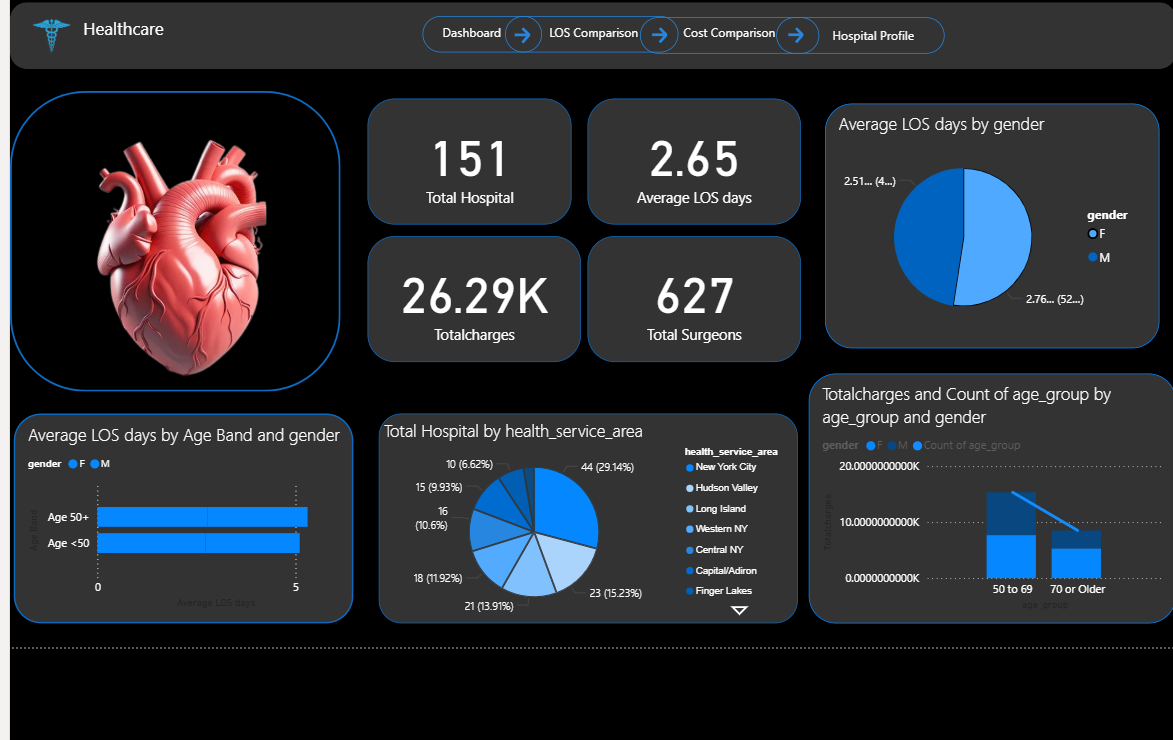 Healthcare
Dashboard
LOS Comparison
Cost Comparison
Hospital Profile
151
Total Hospital
2.65
Average LOS days
26.29K
Totalcharges
627
Total Surgeons
Average LOS days by gender
2.51... (4...)
2.76... (52...)
gender
F
M
Average LOS days by Age Band and gender
gender F M
Age Band
Age 50+
Age <50
0
5
Average LOS days
Total Hospital by health_service_area
44 (29.14%)
23 (15.23%)
21 (13.91%)
18 (11.92%)
16
(10.6%)
15 (9.93%)
10 (6.62%)
health_service_area
New York City
Hudson Valley
Long Island
Western NY
Central NY
Capital/Adiron
Finger Lakes
Totalcharges and Count of age_group by
age_group and gender
gender F M Count of age_group
Totalcharges
20.0000000000K
10.0000000000K
0.0000000000K
50 to 69
70 or Older
age_group